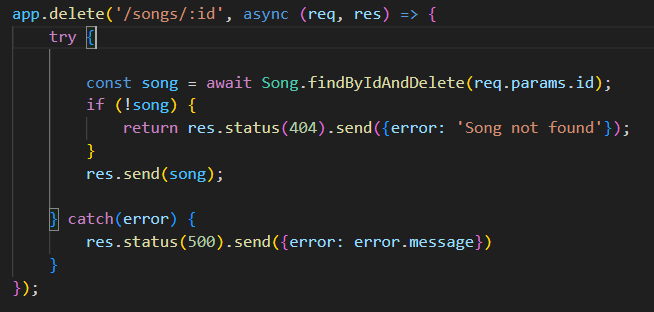 app.delete('/songs/:id', async (req, res) => {
    try {

        const song = await Song.findByIdAndDelete(req.params.id);
        if (!song) {
            return res.status(404).send({error: 'Song not found'});
        }
        res.send(song);

    } catch(error) {
        res.status(500).send({error: error.message})
    }
});